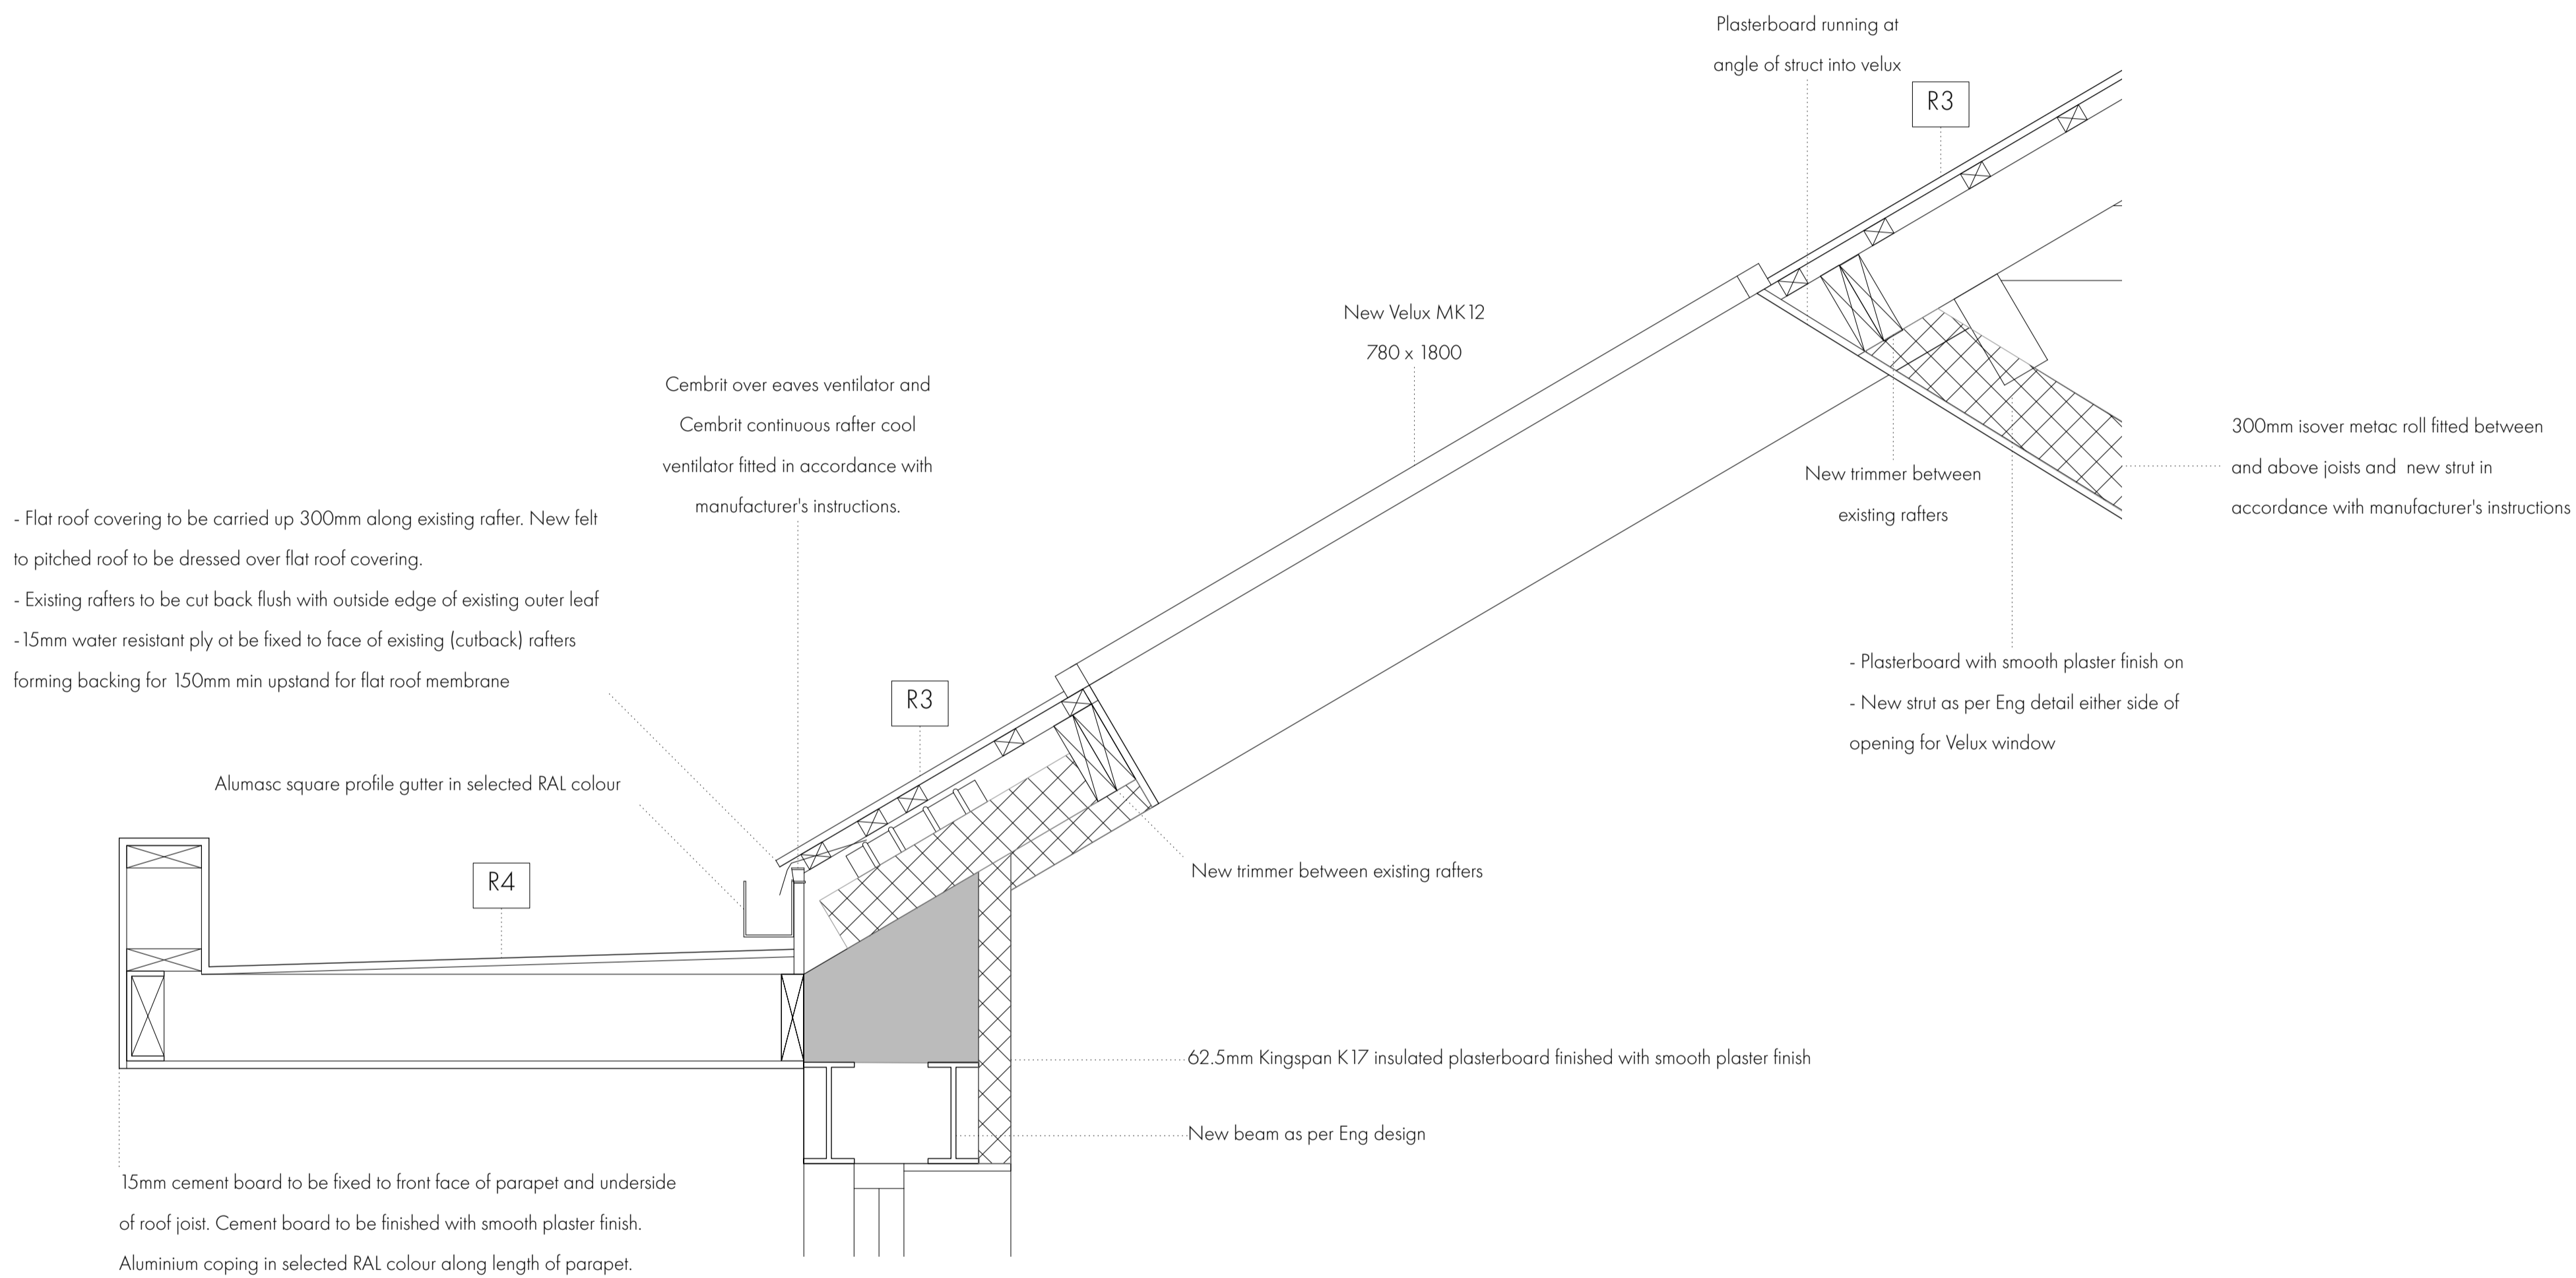 Plasterboard running at
angle of struct into velux
R3
New Velux MK12
780 x 1800
Cembrit over eaves ventilator and
Cembrit continuous rafter cool
ventilator fitted in accordance with
manufacturer's instructions.
300mm isover metac roll fitted between
and above joists and  new strut in
accordance with manufacturer's instructions
New trimmer between
existing rafters
- Flat roof covering to be carried up 300mm along existing rafter. New felt
to pitched roof to be dressed over flat roof covering.
- Existing rafters to be cut back flush with outside edge of existing outer leaf
-15mm water resistant ply ot be fixed to face of existing (cutback) rafters
forming backing for 150mm min upstand for flat roof membrane
- Plasterboard with smooth plaster finish on
- New strut as per Eng detail either side of
opening for Velux window
R3
Alumasc square profile gutter in selected RAL colour
R4
New trimmer between existing rafters
62.5mm Kingspan K17 insulated plasterboard finished with smooth plaster finish
New beam as per Eng design
15mm cement board to be fixed to front face of parapet and underside
of roof joist. Cement board to be finished with smooth plaster finish.
Aluminium coping in selected RAL colour along length of parapet.